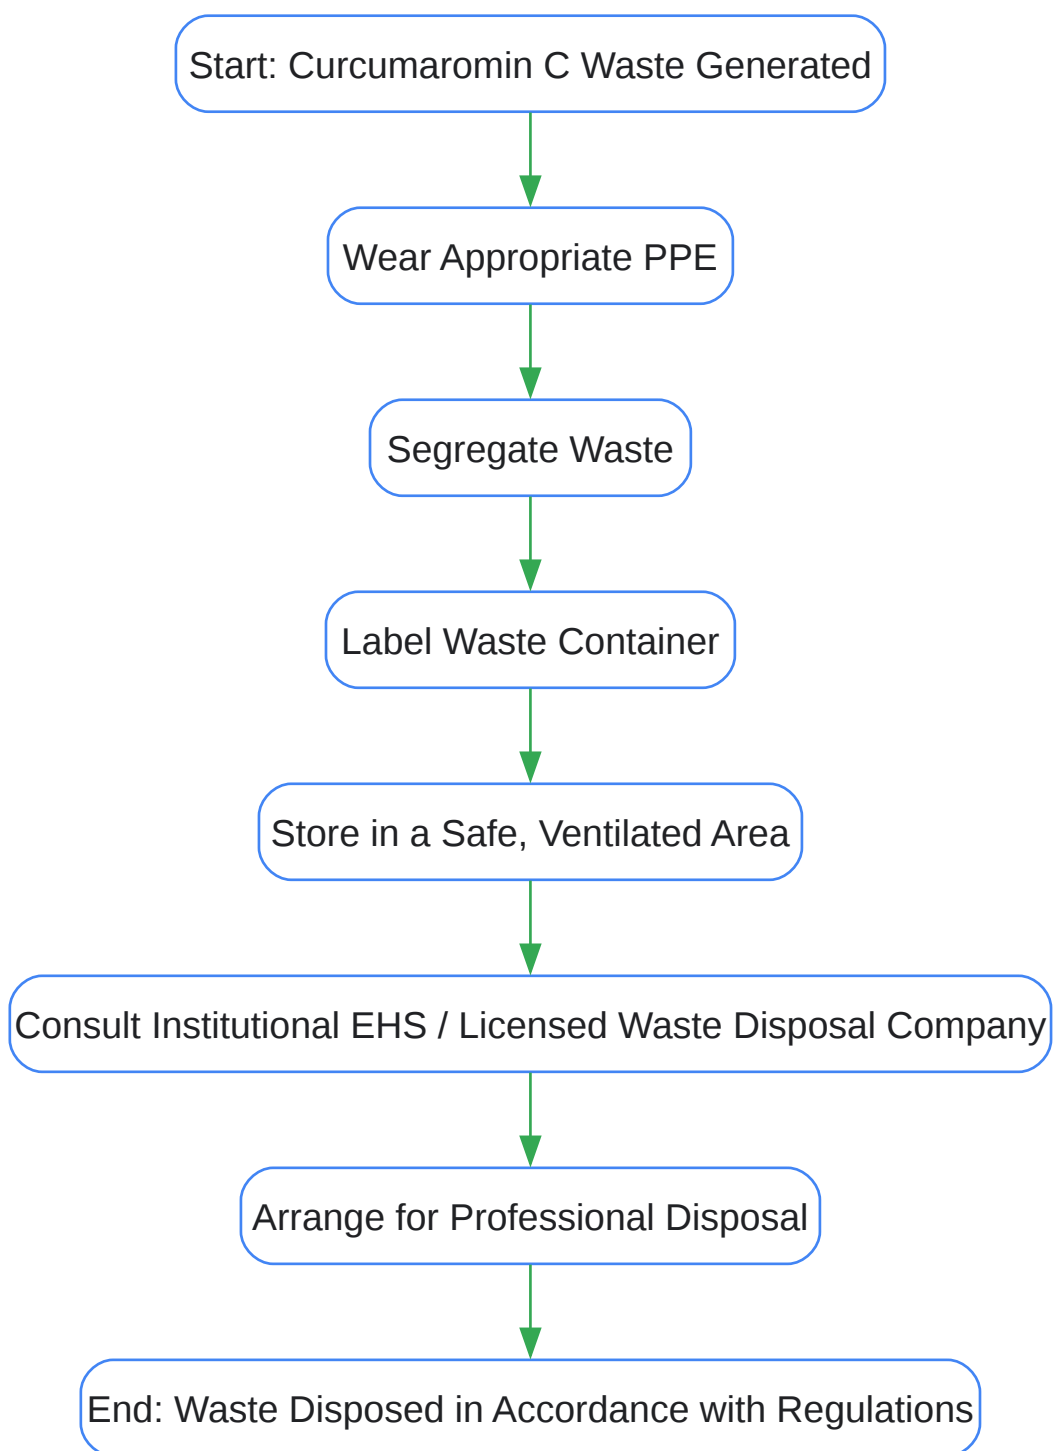 Start: Curcumaromin C Waste Generated
Wear Appropriate PPE
Segregate Waste
Label Waste Container
Store in a Safe, Ventilated Area
Consult Institutional EHS / Licensed Waste Disposal Company
Arrange for Professional Disposal
End: Waste Disposed in Accordance with Regulations